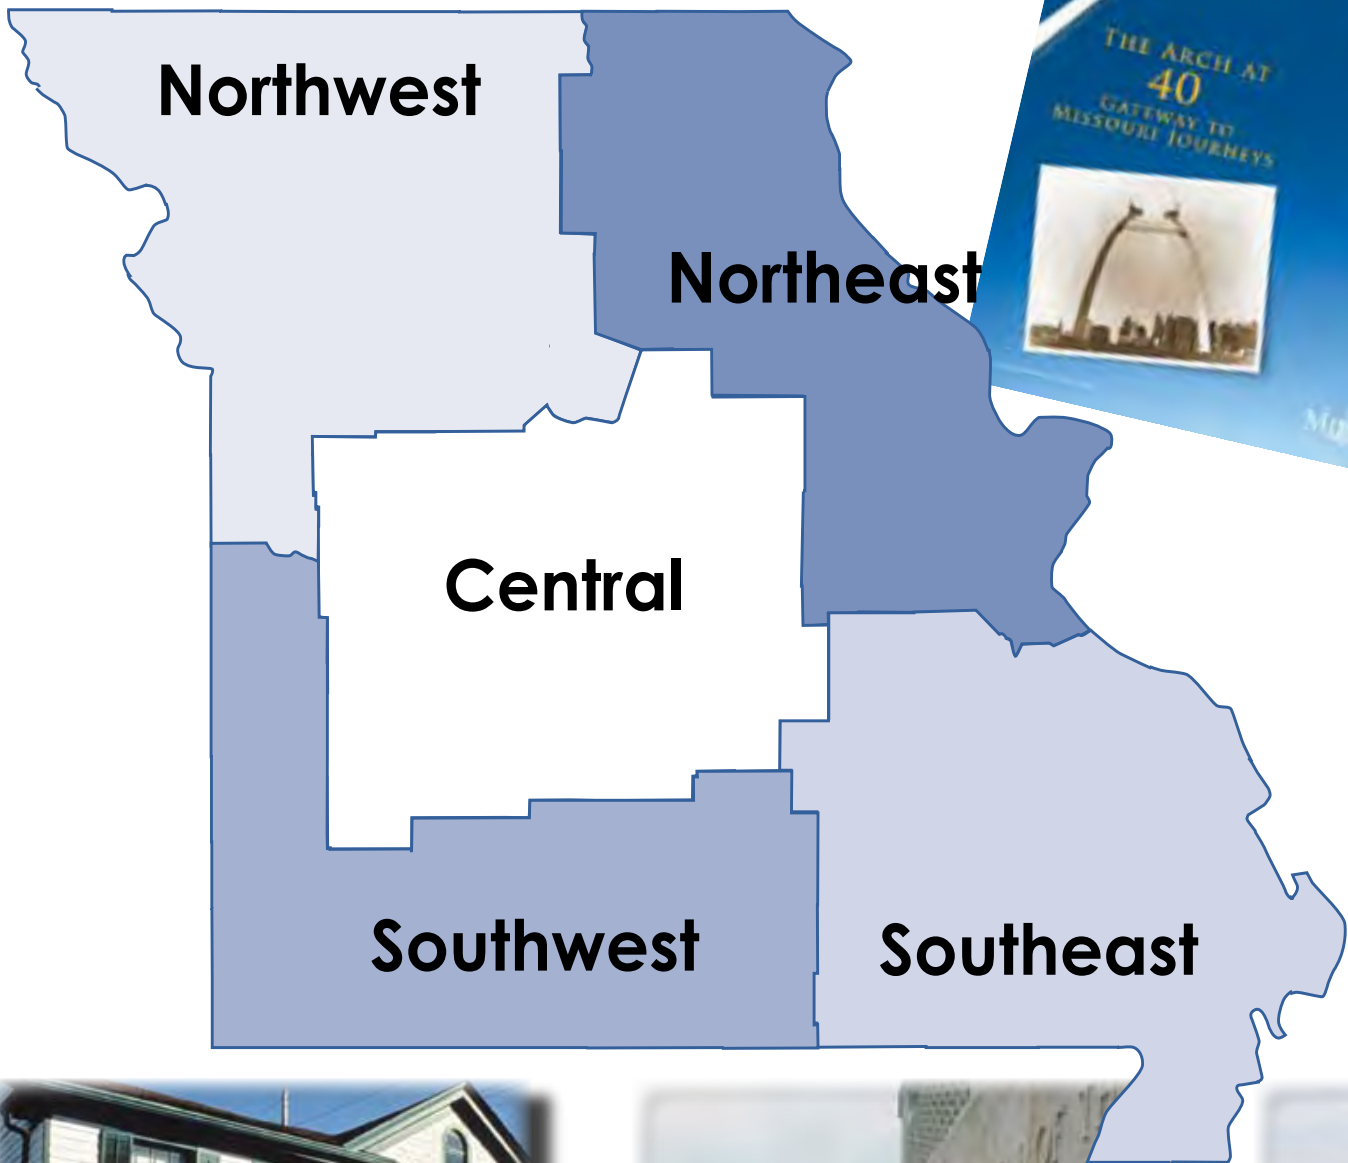 Northwest
THE ARCH AT
40
GATEWAY TO
MISSOURI JOURNEYS
Northeast
Central
Southwest
Southeast